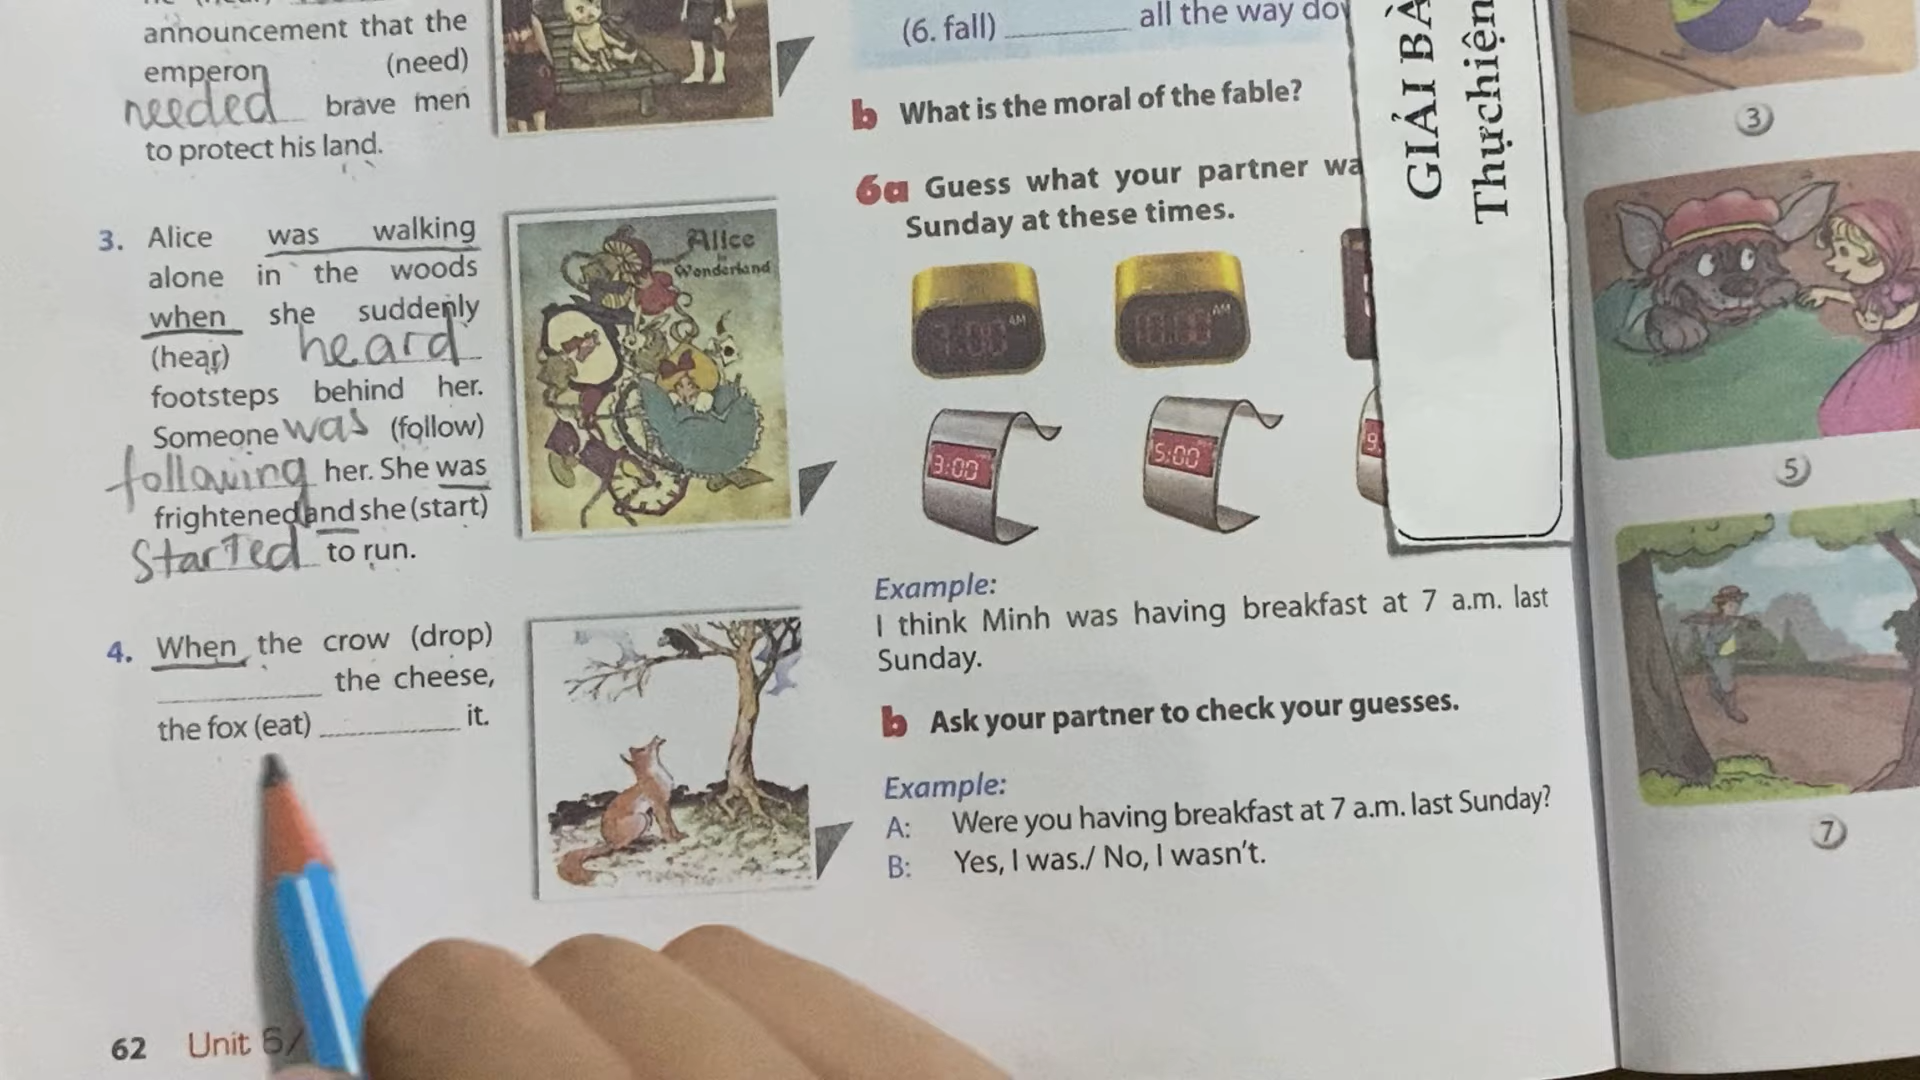 announcement that the
emperor (need)
needed brave men
to protect his land.
3. Alice was walking
alone in the woods
when she suddenly
(hear) heard
footsteps behind her.
Someone was (follow)
following her. She was
frightened and she (start)
started to run.
4. When the crow (drop)
the cheese,
the fox (eat) it.
62 Unit 6/
Alice
in
Wonderland
(6. fall) all the way
b What is the moral of the fable?
6a Guess what your partner
Sunday at these times.
7:00 AM 10:00 AM
3:00 5:00 9:
Example:
I think Minh was having breakfast at 7 a.m. last
Sunday.
b Ask your partner to check your guesses.
Example:
A: Were you having breakfast at 7 a.m. last Sunday?
B: Yes, I was./ No, I wasn't.
GIẢI BÀ
Thực hiện
3
5
7